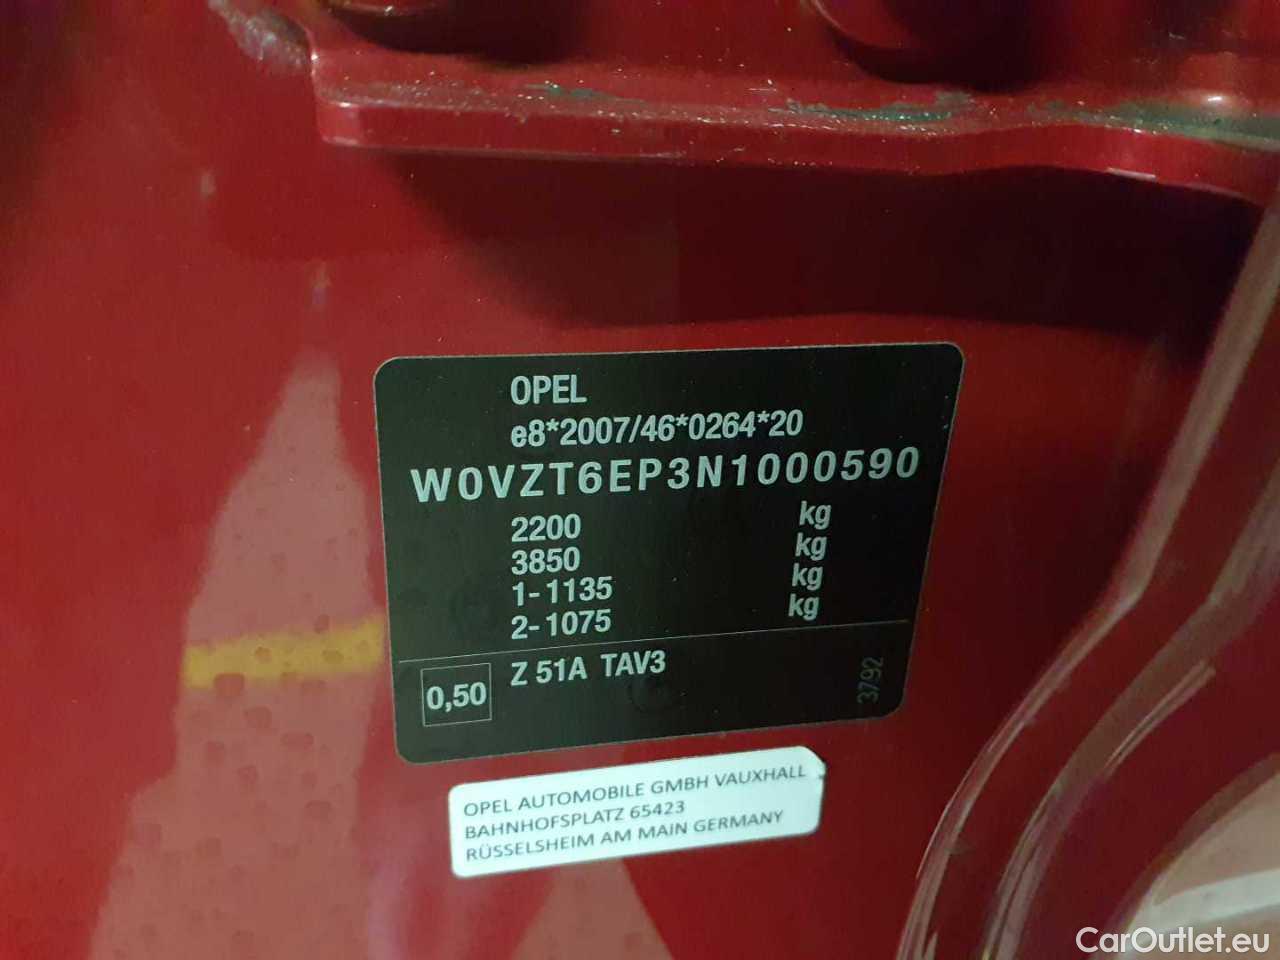 OPEL
e8*2007/46*0264*20
W0VZT6EP3N1000590
2200 kg
3850 kg
1-1135 kg
2-1075 kg
0,50 Z 51A TAV3 3792
OPEL AUTOMOBILE GMBH VAUXHALL
BAHNHOFSPLATZ 65423
RÜSSELSHEIM AM MAIN GERMANY
CarOutlet.eu